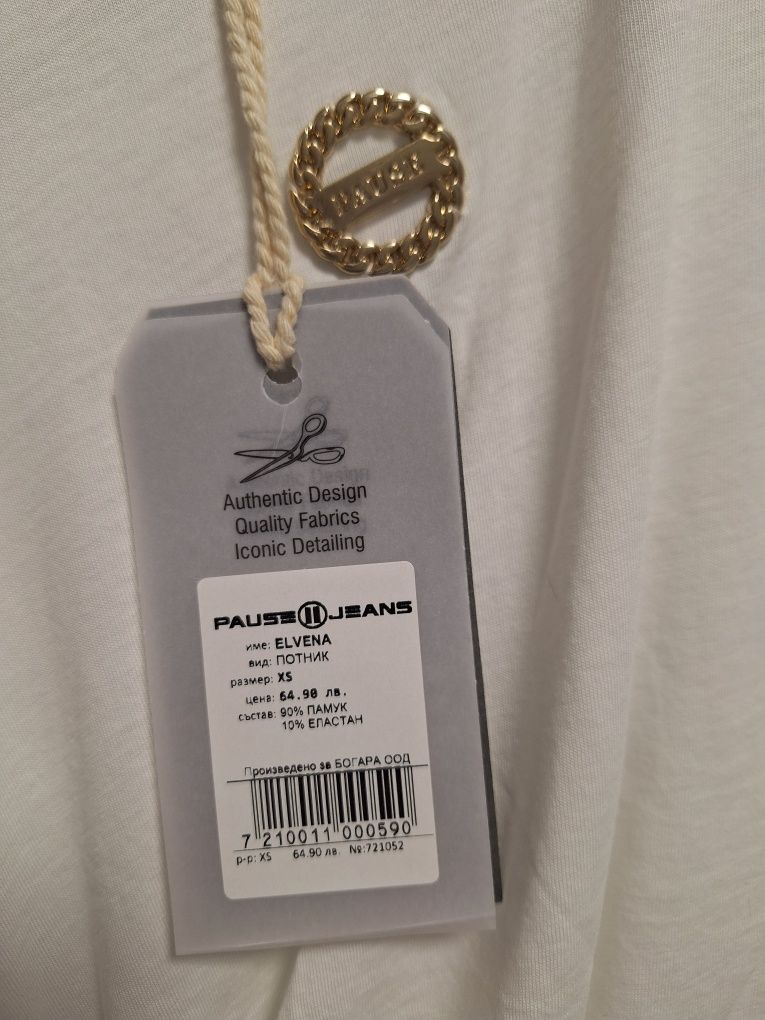 PAUSE
Authentic Design
Quality Fabrics
Iconic Detailing
PAUSE JEANS
име: ELVENA
вид: ПОТНИК
размер: XS
цена: 64.90 лв.
състав: 90% ПАМУК
10% ЕЛАСТАН
Произведено за БОГАРА ООД
7 210011 000590
р-р: XS 64.90 лв. №:721052